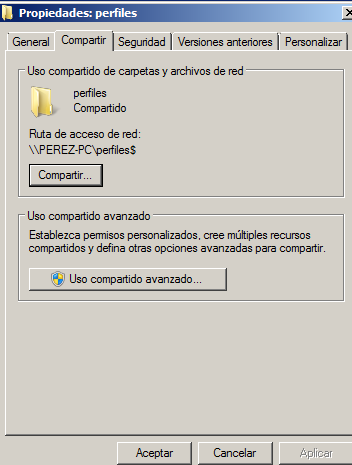 Propiedades: perfiles
General Compartir Seguridad Versiones anteriores Personalizar
Uso compartido de carpetas y archivos de red
perfiles
Compartido
Ruta de acceso de red:
\\PEREZ-PC\perfiles$
Compartir...
Uso compartido avanzado
Establezca permisos personalizados, cree múltiples recursos
compartidos y defina otras opciones avanzadas para compartir.
Uso compartido avanzado...
Aceptar Cancelar Aplicar